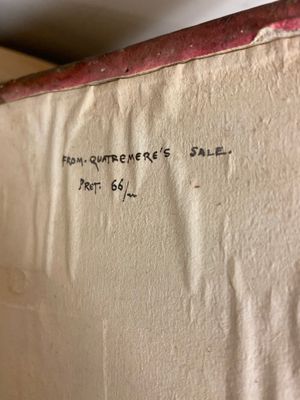 FROM. QUATREMERE'S SALE.
PRET. 66/~